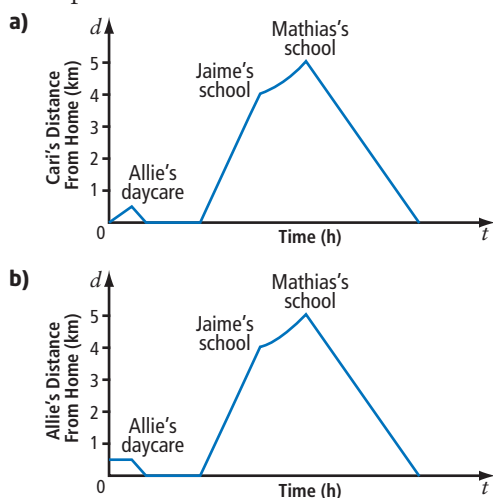 a)
d
Mathias's
school
5
Jaime's
school
4
3
2
Allie's
daycare
1
0
Cari's Distance
From Home (km)
Time (h)
t
b)
d
Mathias's
school
5
Jaime's
school
4
3
2
Allie's
daycare
1
0
Allie's Distance
From Home (km)
Time (h)
t